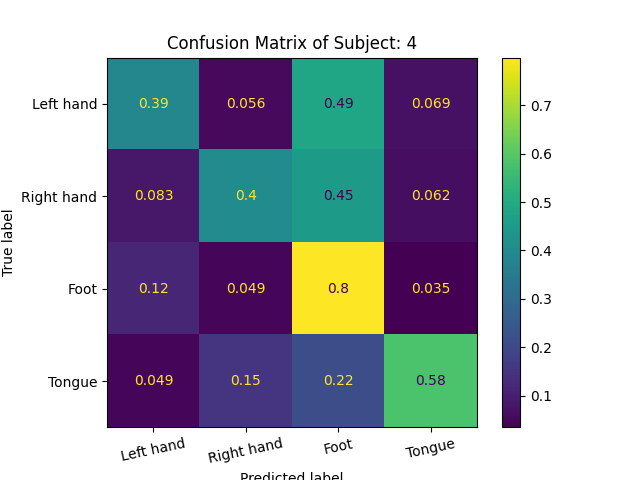 Confusion Matrix of Subject: 4
True label
Left hand 0.39 0.056 0.49 0.069
Right hand 0.083 0.4 0.45 0.062
Foot 0.12 0.049 0.8 0.035
Tongue 0.049 0.15 0.22 0.58
Left hand Right hand Foot Tongue
Predicted label
0.7
0.6
0.5
0.4
0.3
0.2
0.1